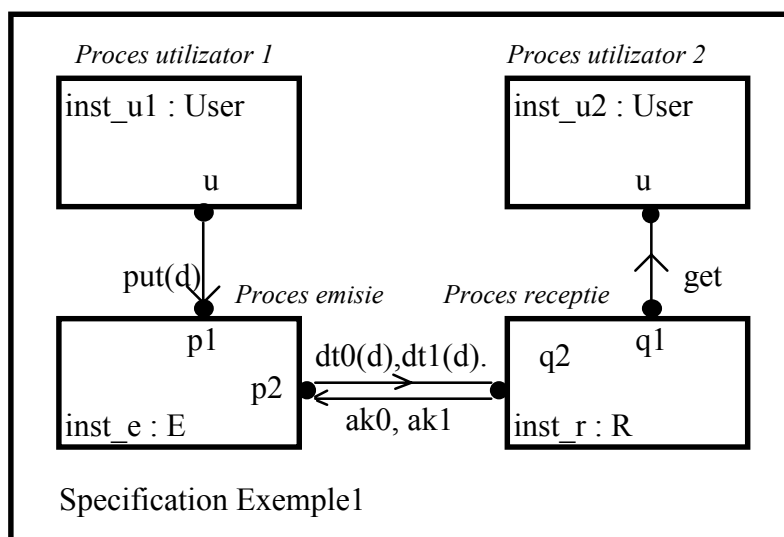 Proces utilizator 1
Proces utilizator 2
inst_u1 : User
inst_u2 : User
u
u
put(d)
get
Proces emisie
Proces receptie
p1
q1
dt0(d),dt1(d).
q2
p2
ak0, ak1
inst_e : E
inst_r : R
Specification Exemple1